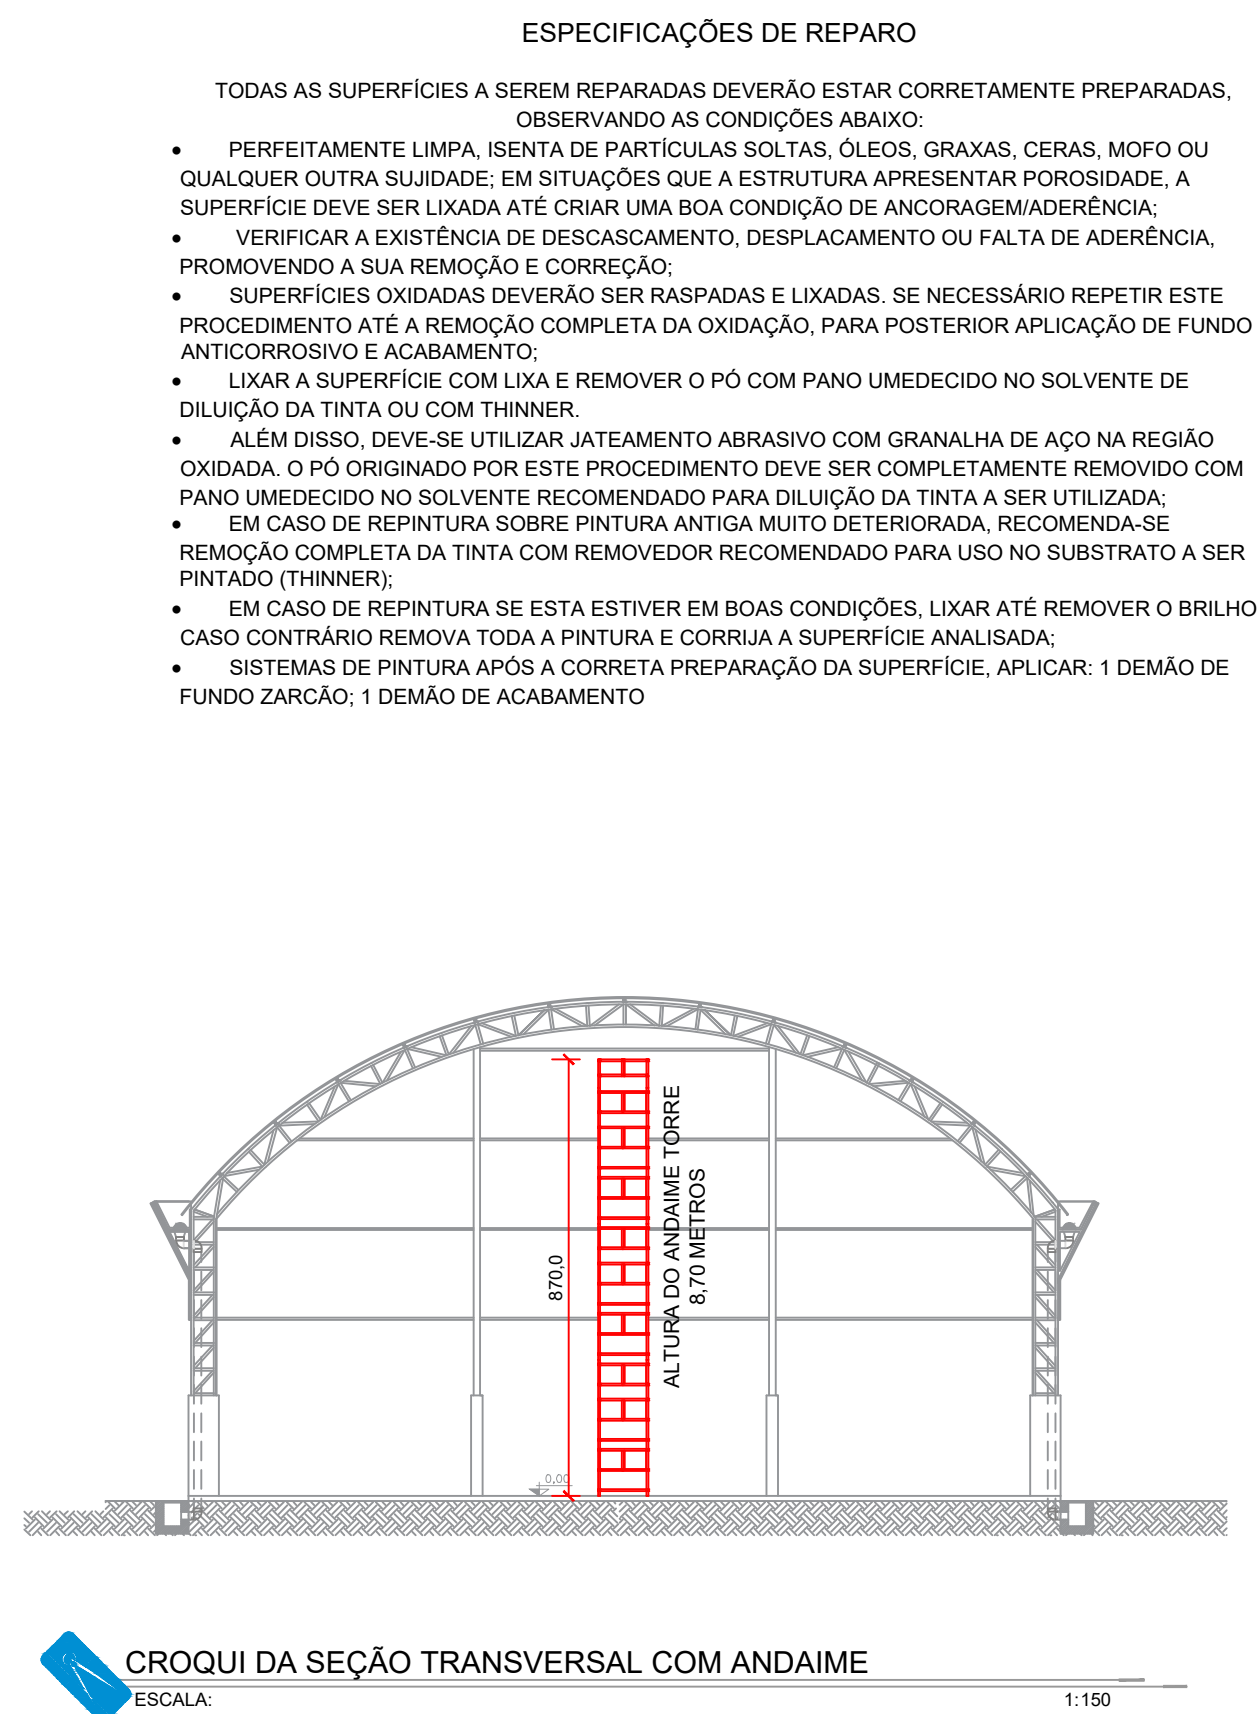 ESPECIFICAÇÕES DE REPARO
TODAS AS SUPERFÍCIES A SEREM REPARADAS DEVERÃO ESTAR CORRETAMENTE PREPARADAS,
OBSERVANDO AS CONDIÇÕES ABAIXO:
• PERFEITAMENTE LIMPA, ISENTA DE PARTÍCULAS SOLTAS, ÓLEOS, GRAXAS, CERAS, MOFO OU
QUALQUER OUTRA SUJIDADE; EM SITUAÇÕES QUE A ESTRUTURA APRESENTAR POROSIDADE, A
SUPERFÍCIE DEVE SER LIXADA ATÉ CRIAR UMA BOA CONDIÇÃO DE ANCORAGEM/ADERÊNCIA;
• VERIFICAR A EXISTÊNCIA DE DESCASCAMENTO, DESPLACAMENTO OU FALTA DE ADERÊNCIA,
PROMOVENDO A SUA REMOÇÃO E CORREÇÃO;
• SUPERFÍCIES OXIDADAS DEVERÃO SER RASPADAS E LIXADAS. SE NECESSÁRIO REPETIR ESTE
PROCEDIMENTO ATÉ A REMOÇÃO COMPLETA DA OXIDAÇÃO, PARA POSTERIOR APLICAÇÃO DE FUNDO
ANTICORROSIVO E ACABAMENTO;
• LIXAR A SUPERFÍCIE COM LIXA E REMOVER O PÓ COM PANO UMEDECIDO NO SOLVENTE DE
DILUIÇÃO DA TINTA OU COM THINNER.
• ALÉM DISSO, DEVE-SE UTILIZAR JATEAMENTO ABRASIVO COM GRANALHA DE AÇO NA REGIÃO
OXIDADA. O PÓ ORIGINADO POR ESTE PROCEDIMENTO DEVE SER COMPLETAMENTE REMOVIDO COM
PANO UMEDECIDO NO SOLVENTE RECOMENDADO PARA DILUIÇÃO DA TINTA A SER UTILIZADA;
• EM CASO DE REPINTURA SOBRE PINTURA ANTIGA MUITO DETERIORADA, RECOMENDA-SE
REMOÇÃO COMPLETA DA TINTA COM REMOVEDOR RECOMENDADO PARA USO NO SUBSTRATO A SER
PINTADO (THINNER);
• EM CASO DE REPINTURA SE ESTA ESTIVER EM BOAS CONDIÇÕES, LIXAR ATÉ REMOVER O BRILHO
CASO CONTRÁRIO REMOVA TODA A PINTURA E CORRIJA A SUPERFÍCIE ANALISADA;
• SISTEMAS DE PINTURA APÓS A CORRETA PREPARAÇÃO DA SUPERFÍCIE, APLICAR: 1 DEMÃO DE
FUNDO ZARCÃO; 1 DEMÃO DE ACABAMENTO
870,0
ALTURA DO ANDAIME TORRE
8,70 METROS
0,00
CROQUI DA SEÇÃO TRANSVERSAL COM ANDAIME
ESCALA: 1:150